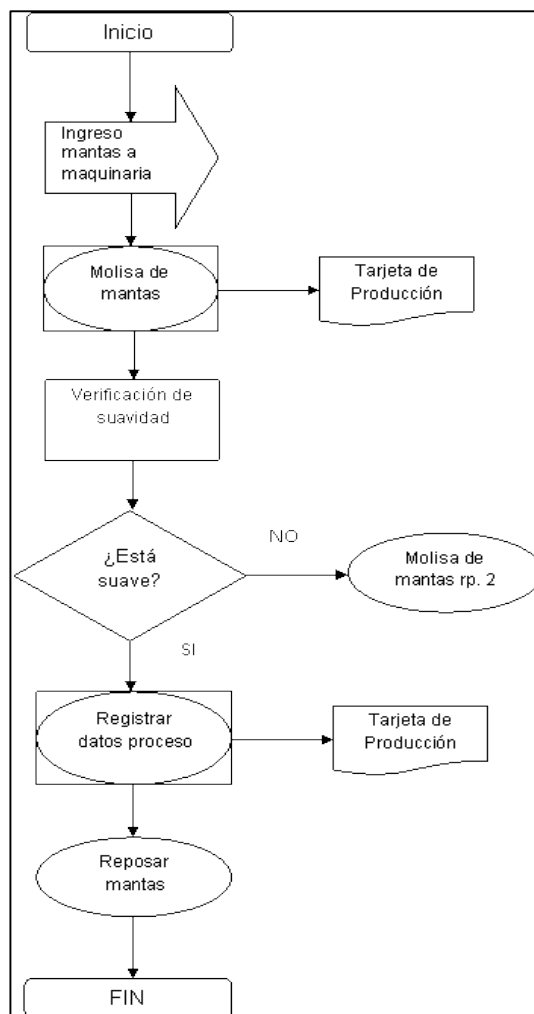 Inicio
Ingreso
mantas a
maquinaria
Molisa de
mantas
Tarjeta de
Producción
Verificación de
suavidad
¿Está
suave?
NO
Molisa de
mantas rp. 2
SI
Registrar
datos proceso
Tarjeta de
Producción
Reposar
mantas
FIN